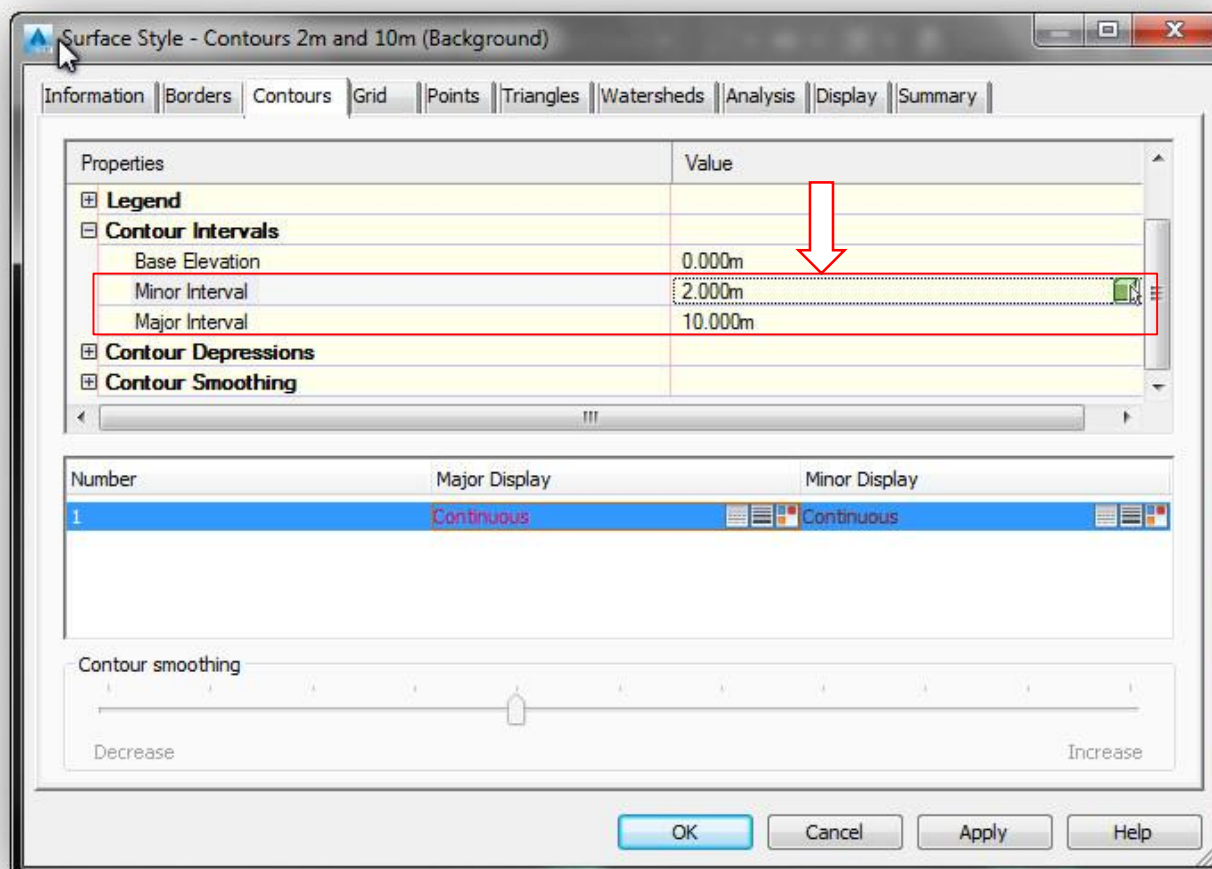 Surface Style - Contours 2m and 10m (Background)
Information Borders Contours Grid Points Triangles Watersheds Analysis Display Summary
Properties Value
Legend
Contour Intervals
Base Elevation 0.000m
Minor Interval 2.000m
Major Interval 10.000m
Contour Depressions
Contour Smoothing
Number Major Display Minor Display
1 Continuous Continuous
Contour smoothing
Decrease Increase
OK Cancel Apply Help